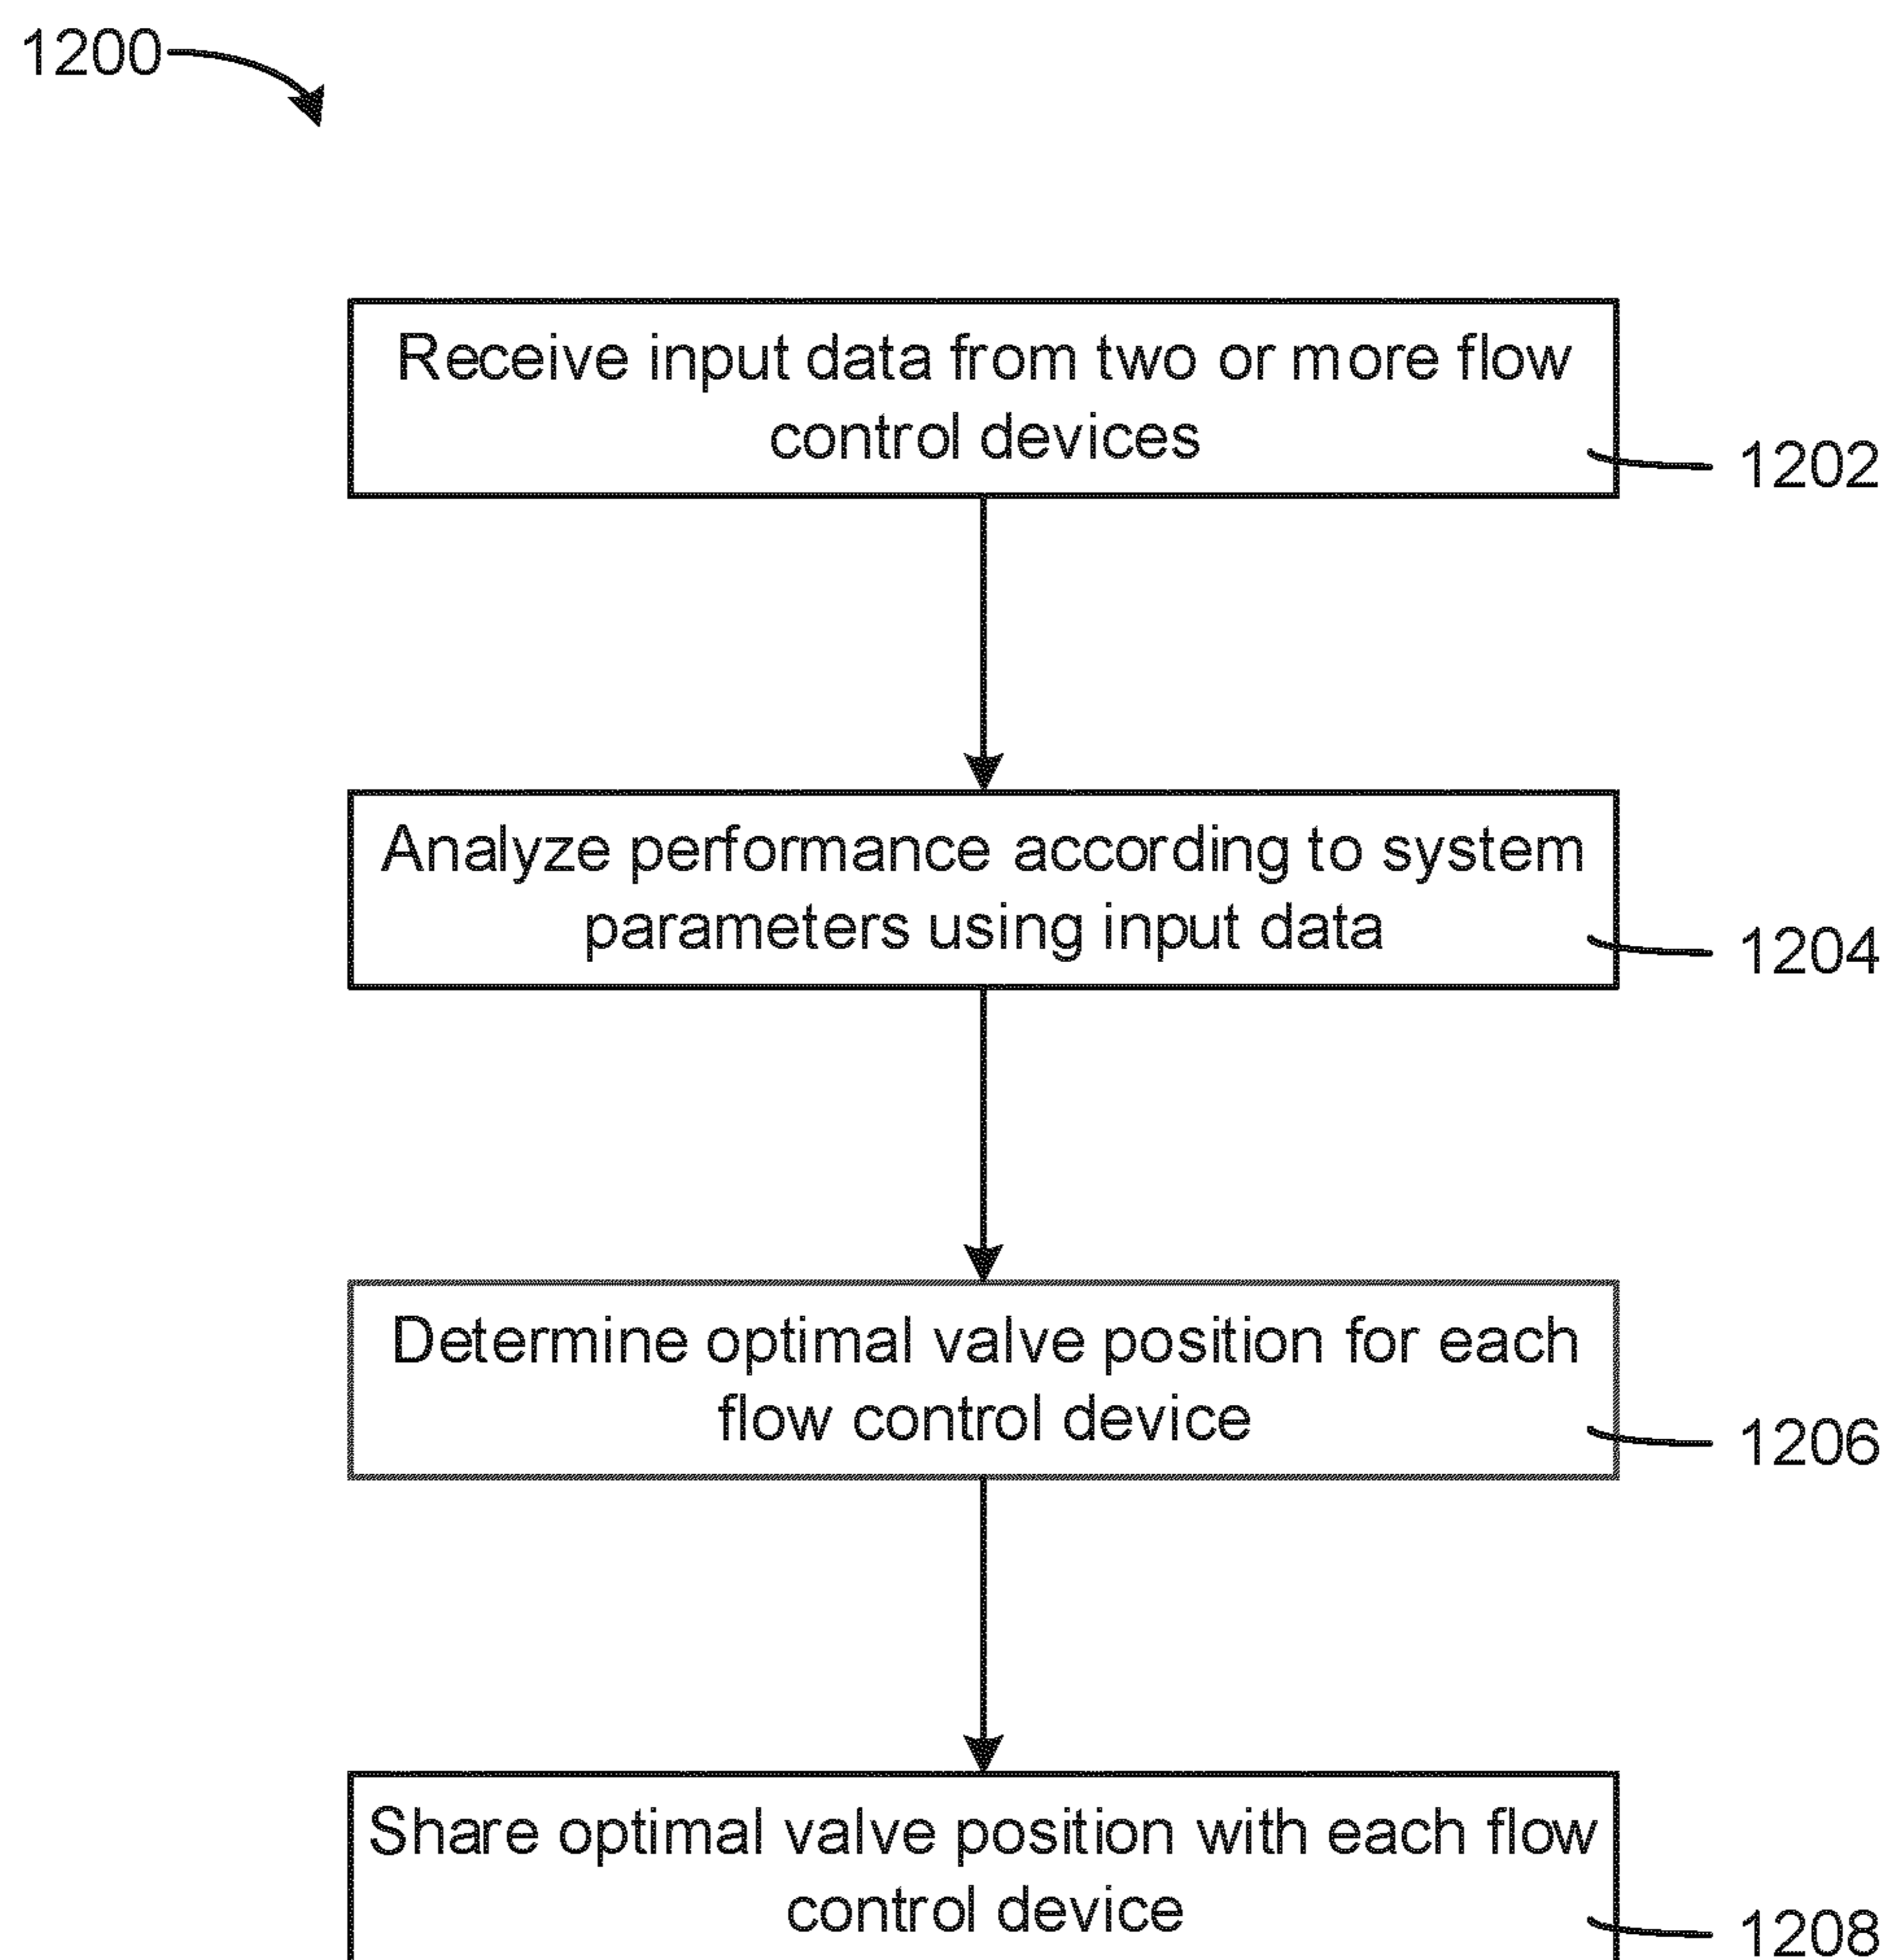 1200
Receive input data from two or more flow
control devices
1202
Analyze performance according to system
parameters using input data
1204
Determine optimal valve position for each
flow control device
1206
Share optimal valve position with each flow
control device
1208